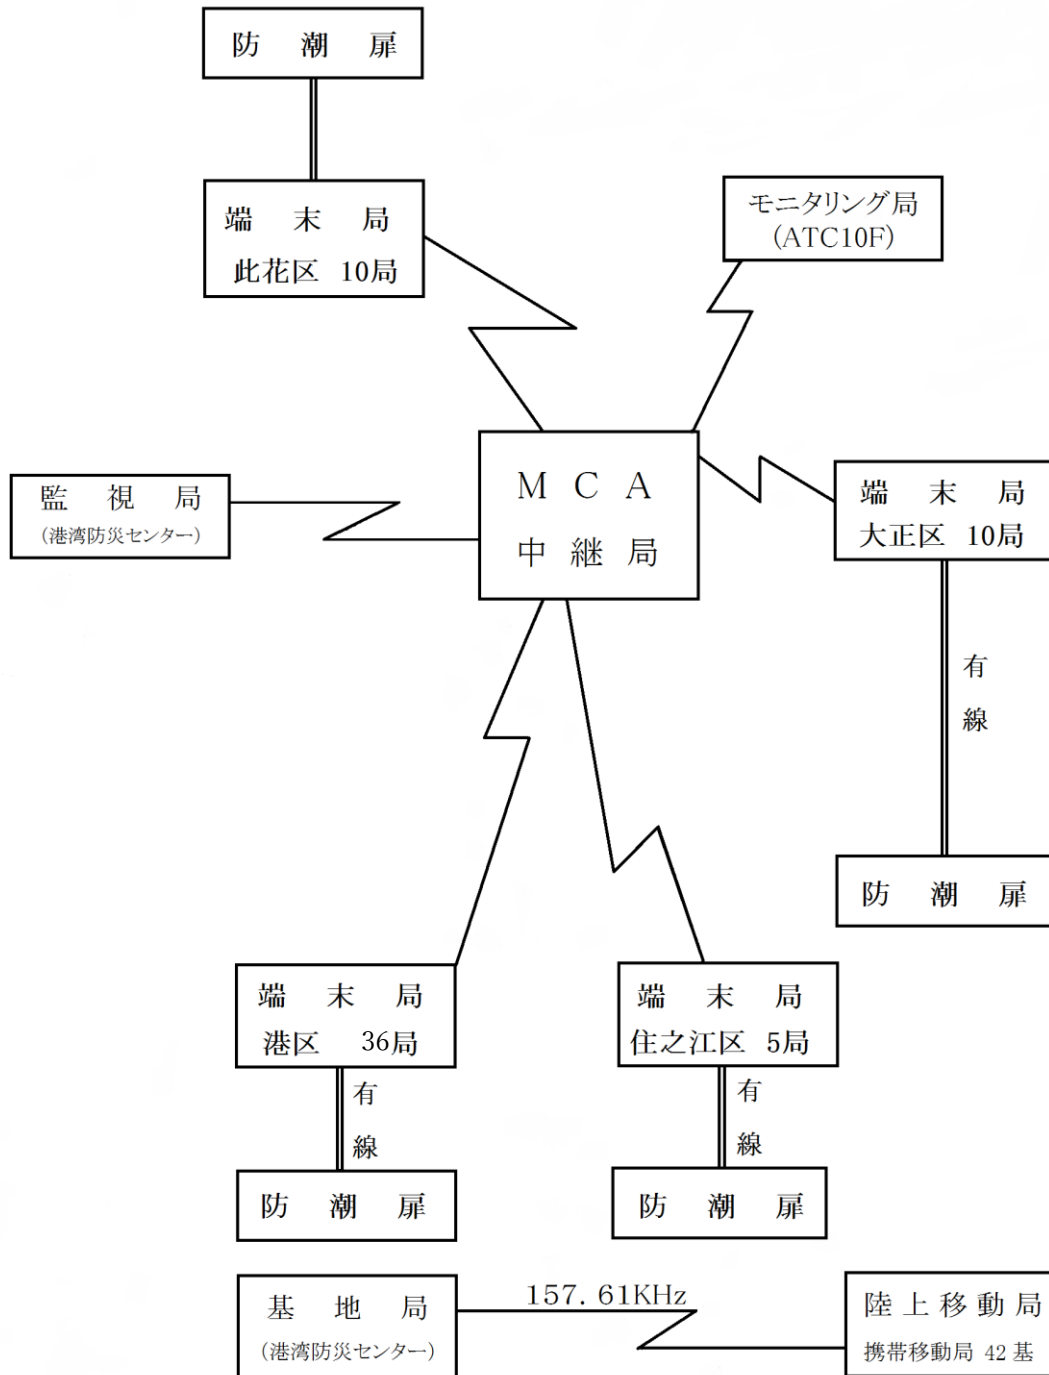 防潮扉
端末局
此花区 10局
モニタリング局
(ATC10F)
監視局
(港湾防災センター)
MCA
中継局
端末局
大正区 10局
有
線
防潮扉
端末局
港区 36局
有
線
防潮扉
端末局
住之江区 5局
有
線
防潮扉
基地局
(港湾防災センター)
157.61KHz
陸上移動局
携帯移動局 42基